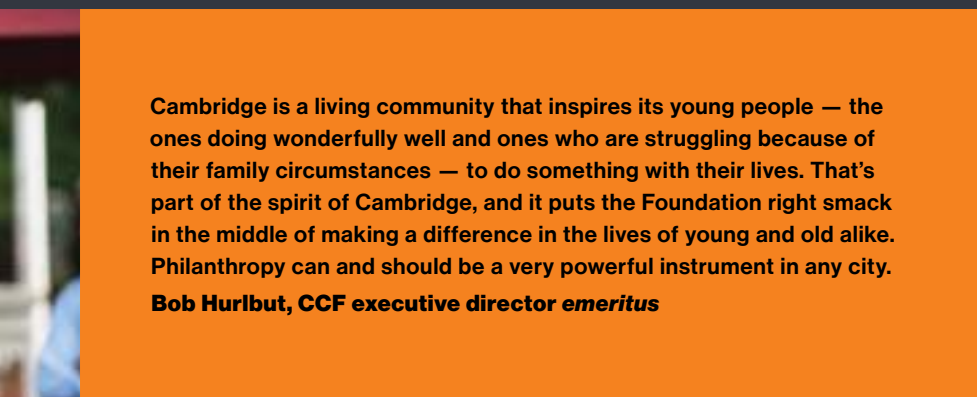 Cambridge is a living community that inspires its young people — the
ones doing wonderfully well and ones who are struggling because of
their family circumstances — to do something with their lives. That’s
part of the spirit of Cambridge, and it puts the Foundation right smack
in the middle of making a difference in the lives of young and old alike.
Philanthropy can and should be a very powerful instrument in any city.
Bob Hurlbut, CCF executive director emeritus